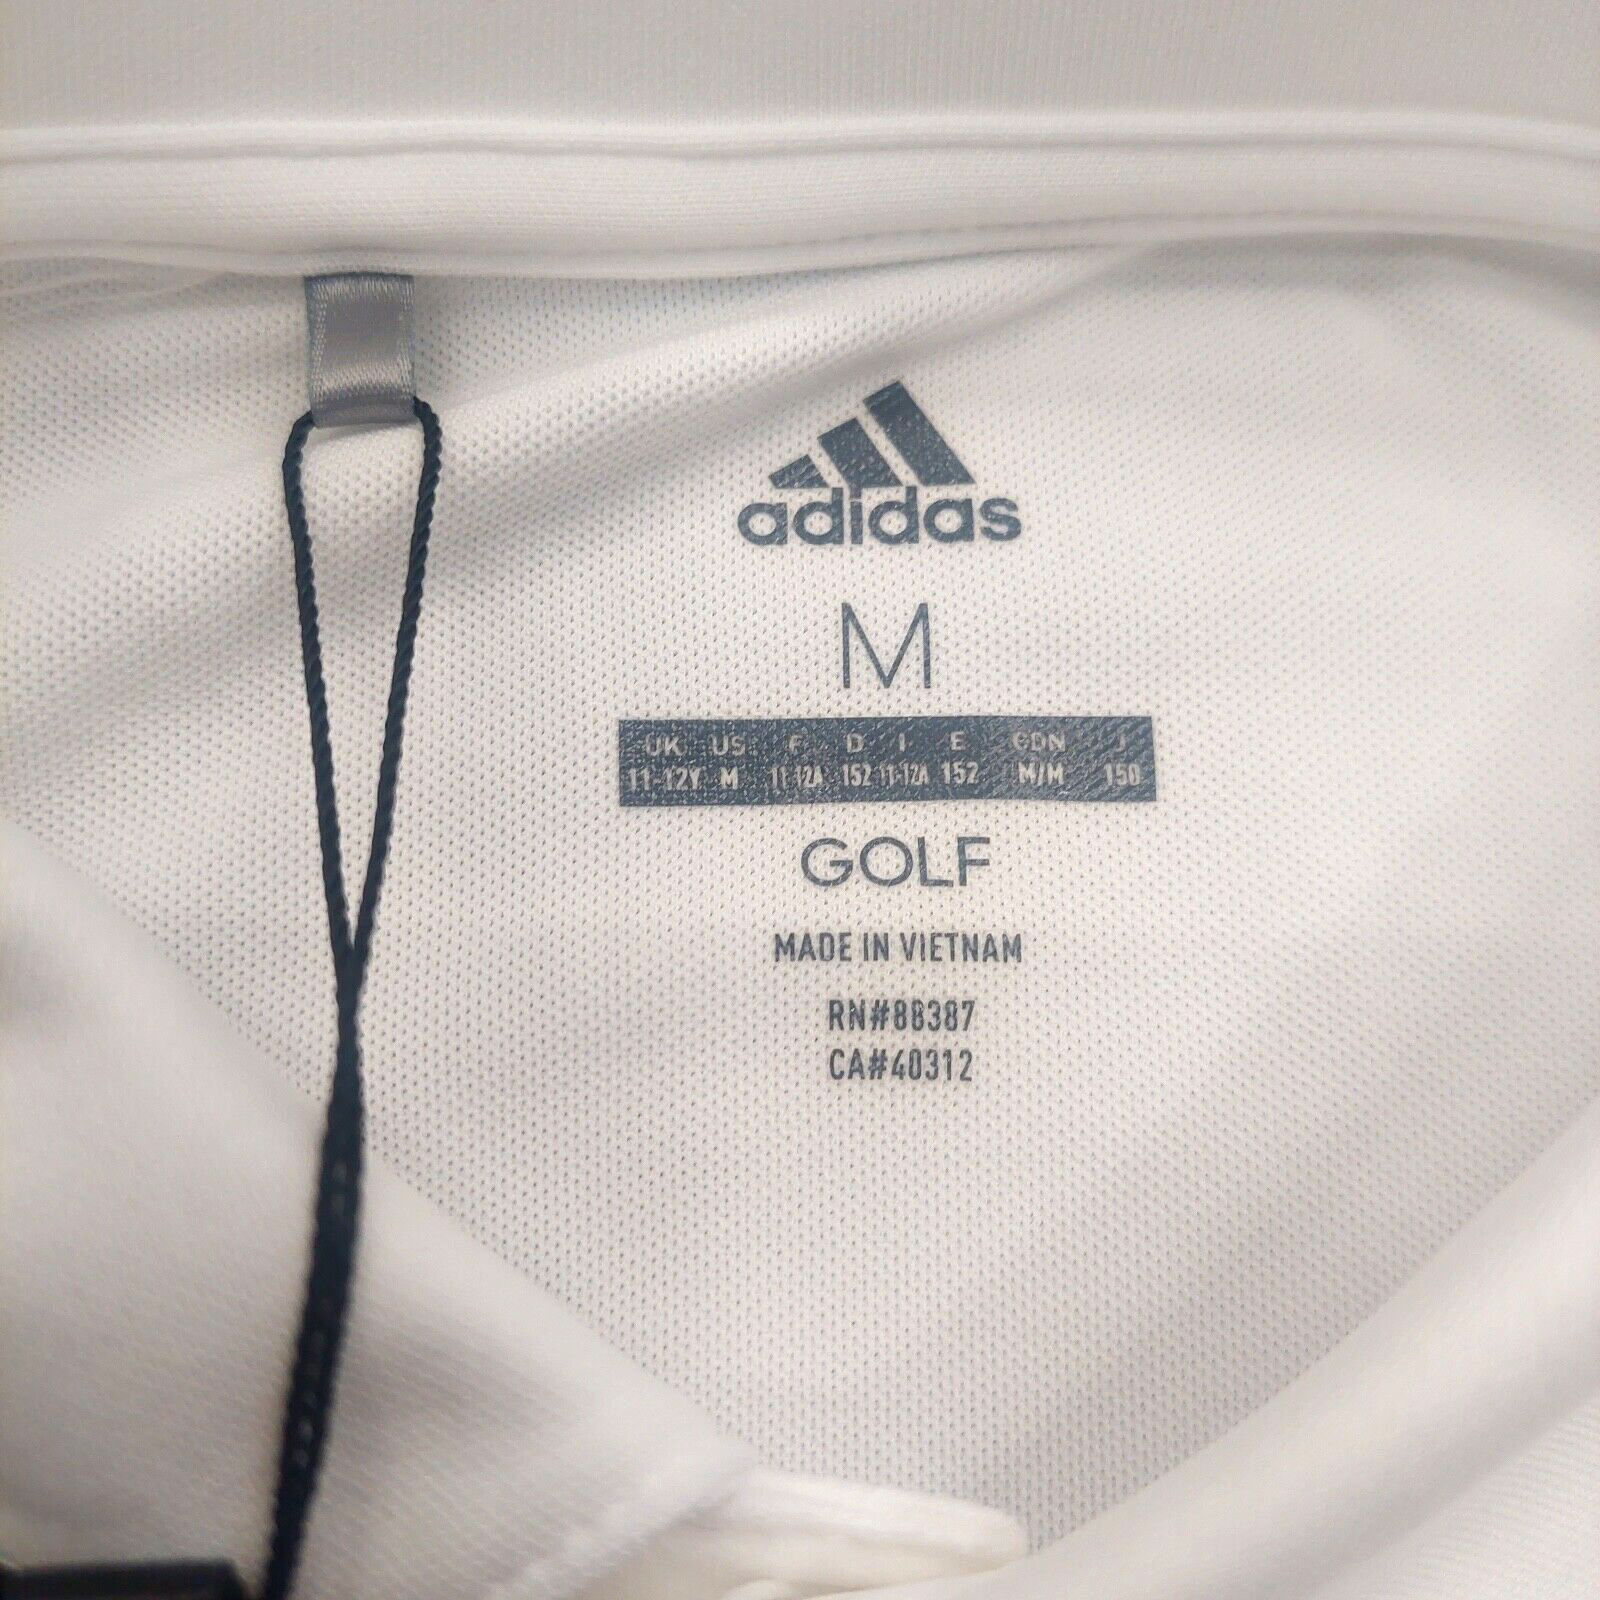 adidas
M
UK US F D I E CDN J
11-12Y M 11-12A 152 11-12A 152 M/M 150
GOLF
MADE IN VIETNAM
RN#88387
CA#40312